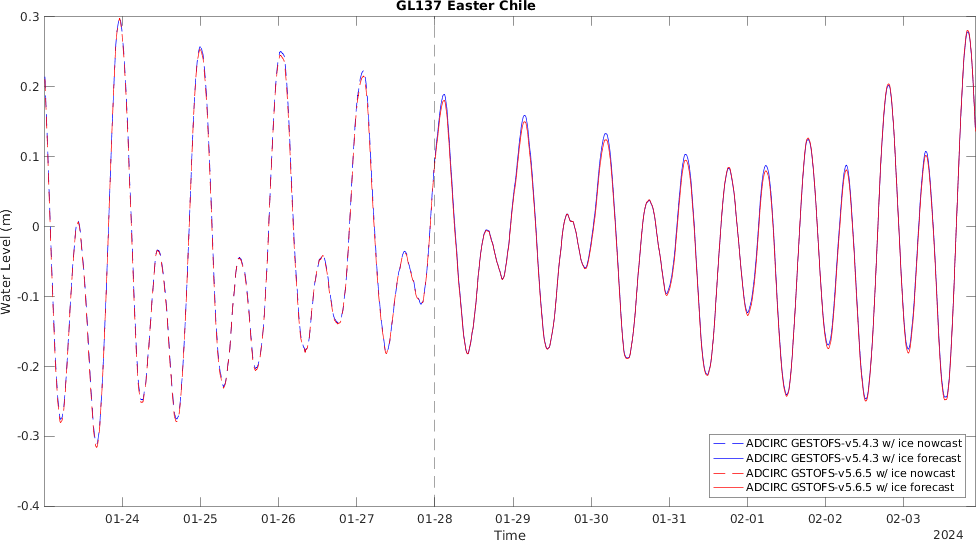 GL137 Easter Chile
Water Level (m)
0.3
0.2
0.1
0
-0.1
-0.2
-0.3
-0.4
ADCIRC GESTOFS-v5.4.3 w/ ice nowcast
ADCIRC GESTOFS-v5.4.3 w/ ice forecast
ADCIRC GSTOFS-v5.6.5 w/ ice nowcast
ADCIRC GSTOFS-v5.6.5 w/ ice forecast
01-24 01-25 01-26 01-27 01-28 01-29 01-30 01-31 02-01 02-02 02-03
Time
2024